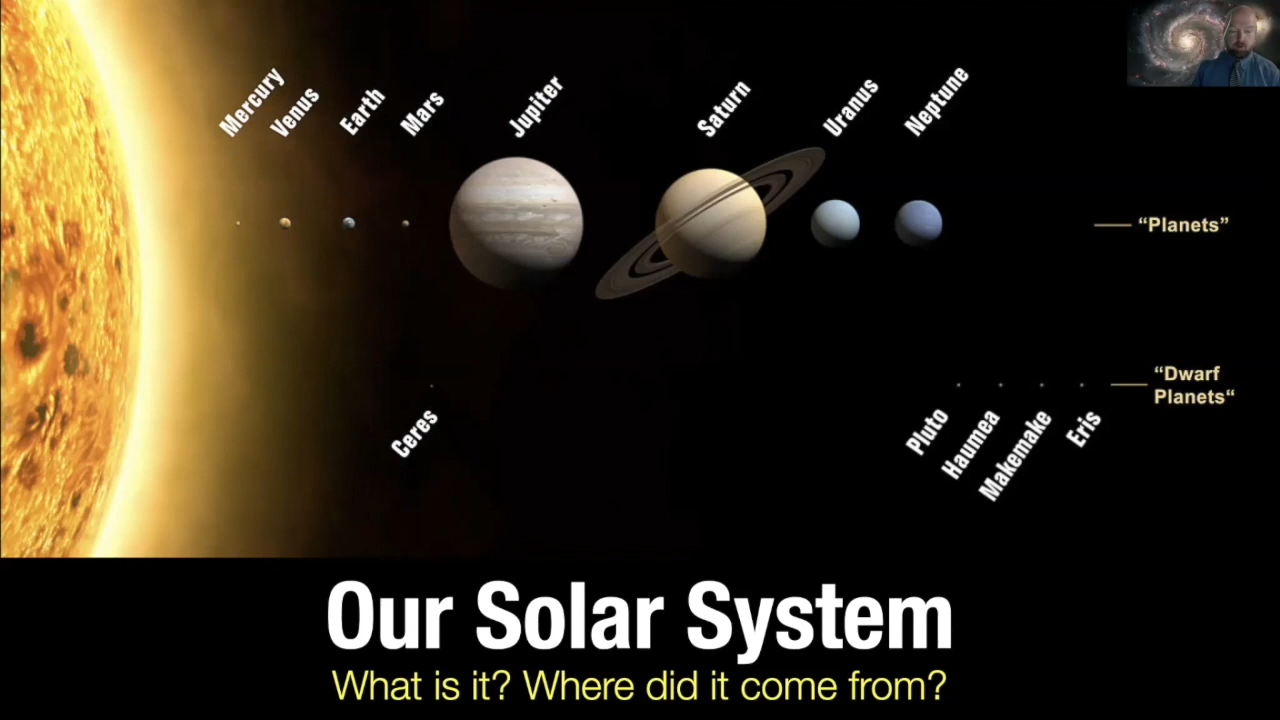 Mercury
Venus
Earth
Mars
Jupiter
Saturn
Uranus
Neptune
“Planets”
Ceres
Pluto
Haumea
Makemake
Eris
“Dwarf
Planets“
Our Solar System
What is it? Where did it come from?